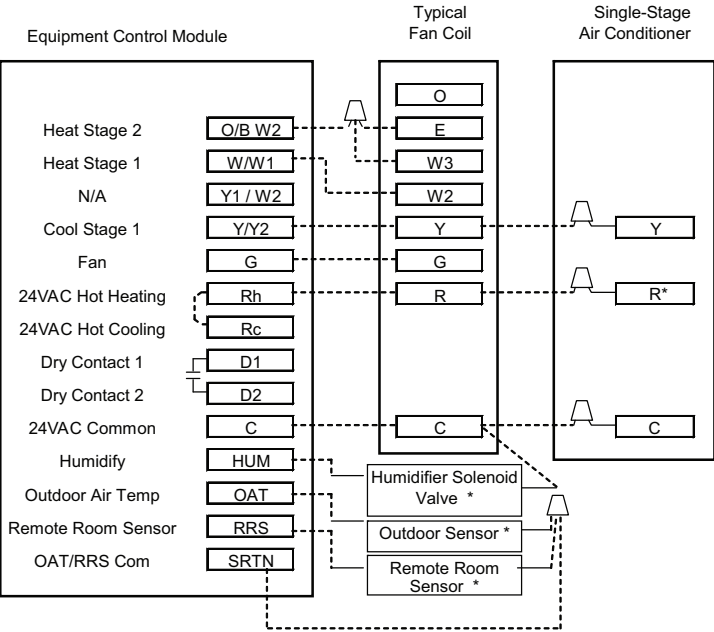 Typical
Fan Coil
Single-Stage
Air Conditioner
Equipment Control Module
O
Heat Stage 2 O/B W2 E
Heat Stage 1 W/W1 W3
N/A Y1 / W2 W2
Cool Stage 1 Y/Y2 Y Y
Fan G G
24VAC Hot Heating Rh R R*
24VAC Hot Cooling Rc
Dry Contact 1 D1
Dry Contact 2 D2
24VAC Common C C C
Humidify HUM
Humidifier Solenoid
Valve *
Outdoor Air Temp OAT
Outdoor Sensor *
Remote Room Sensor RRS
Remote Room
Sensor *
OAT/RRS Com SRTN